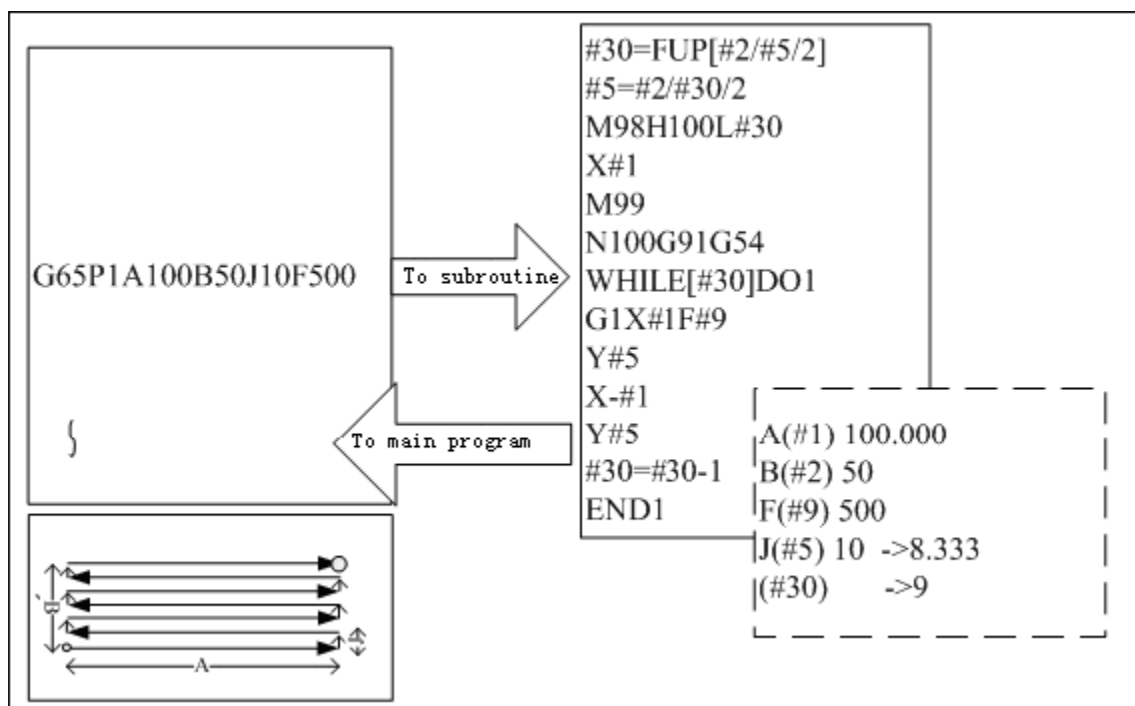 G65P1A100B50J10F500
To subroutine
To main program
#30=FUP[#2/#5/2]
#5=#2/#30/2
M98H100L#30
X#1
M99
N100G91G54
WHILE[#30]DO1
G1X#1F#9
Y#5
X-#1
Y#5
#30=#30-1
END1
A(#1) 100.000
B(#2) 50
F(#9) 500
J(#5) 10 ->8.333
(#30) ->9
B
A
J